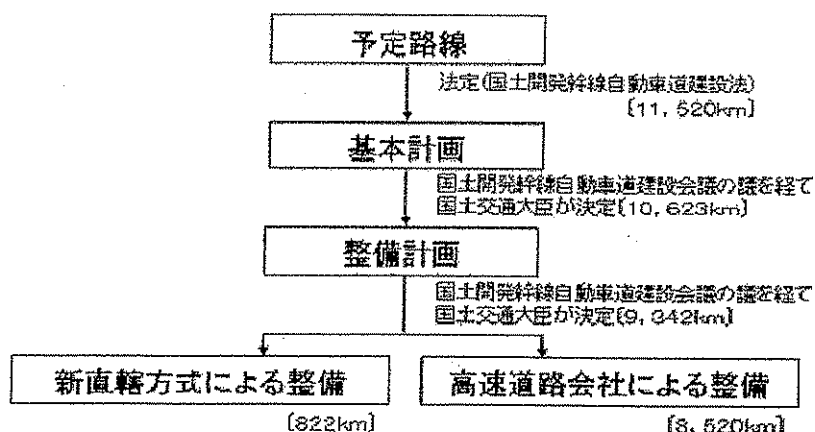 予定路線
法定(国土開発幹線自動車道建設法)
[11,520km]
基本計画
国土開発幹線自動車道建設会議の議を経て
国土交通大臣が決定[10,623km]
整備計画
国土開発幹線自動車道建設会議の議を経て
国土交通大臣が決定[9,342km]
新直轄方式による整備
高速道路会社による整備
[822km]
[8,520km]